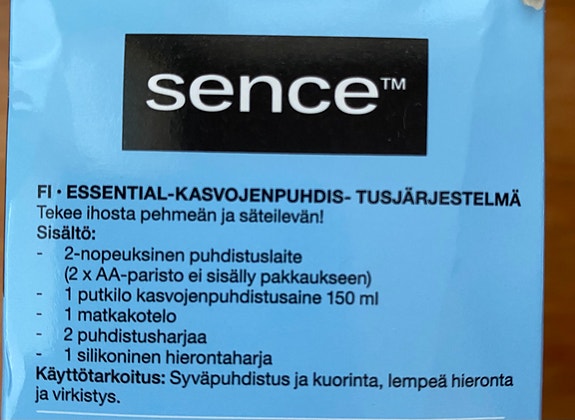 sence™
FI • ESSENTIAL-KASVOJENPUHDIS- TUSJÄRJESTELMÄ
Tekee ihosta pehmeän ja säteilevän!
Sisältö:
- 2-nopeuksinen puhdistuslaite
(2 x AA-paristo ei sisälly pakkaukseen)
- 1 putkilo kasvojenpuhdistusaine 150 ml
- 1 matkakotelo
- 2 puhdistusharjaa
- 1 silikoninen hierontaharja
Käyttötarkoitus: Syväpuhdistus ja kuorinta, lempeä hieronta
ja virkistys.